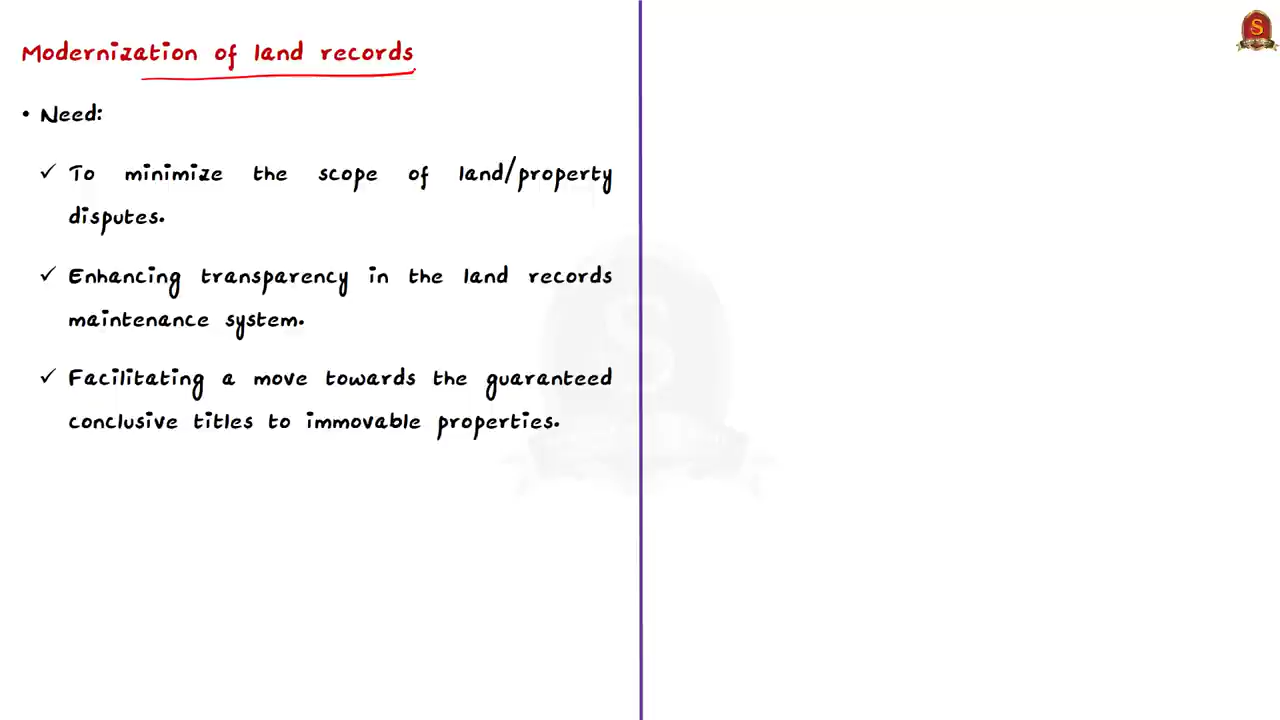 Modernization of land records
• Need:
✓ To minimize the scope of land/property
disputes.
✓ Enhancing transparency in the land records
maintenance system.
✓ Facilitating a move towards the guaranteed
conclusive titles to immovable properties.
S